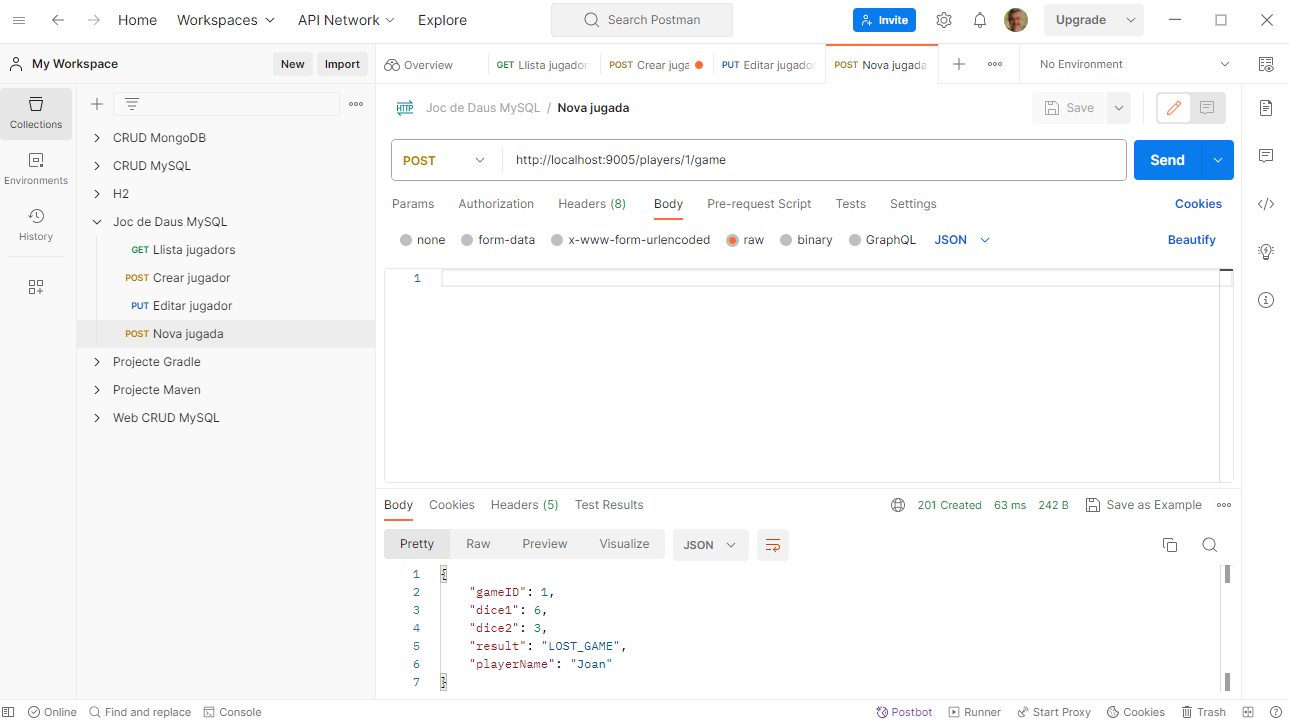 Home Workspaces API Network Explore Search Postman Invite Upgrade
My Workspace New Import Overview GET Llista jugador POST Crear juga PUT Editar jugador POST Nova jugada No Environment
Collections
Environments
History
CRUD MongoDB
CRUD MySQL
H2
Joc de Daus MySQL
GET Llista jugadors
POST Crear jugador
PUT Editar jugador
POST Nova jugada
Projecte Gradle
Projecte Maven
Web CRUD MySQL
HTTP Joc de Daus MySQL / Nova jugada Save
POST http://localhost:9005/players/1/game Send
Params Authorization Headers (8) Body Pre-request Script Tests Settings Cookies
none form-data x-www-form-urlencoded raw binary GraphQL JSON Beautify
1
Body Cookies Headers (5) Test Results 201 Created 63 ms 242 B Save as Example
Pretty Raw Preview Visualize JSON
1 {
2 "gameID": 1,
3 "dice1": 6,
4 "dice2": 3,
5 "result": "LOST_GAME",
6 "playerName": "Joan"
7 }
Online Find and replace Console Postbot Runner Start Proxy Cookies Trash